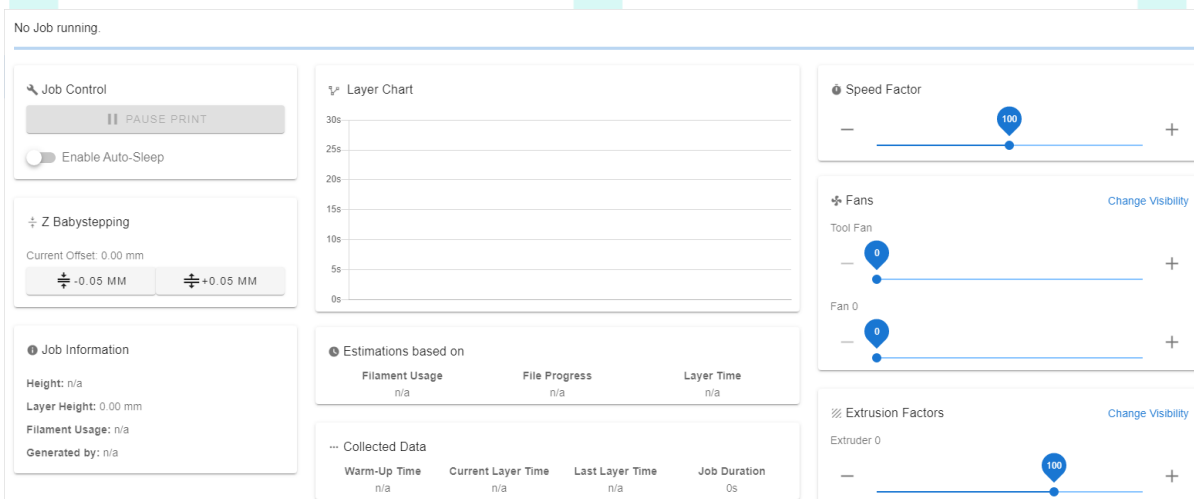 No Job running.
Job Control
PAUSE PRINT
Enable Auto-Sleep
Z Babystepping
Current Offset: 0.00 mm
-0.05 MM
+0.05 MM
Job Information
Height: n/a
Layer Height: 0.00 mm
Filament Usage: n/a
Generated by: n/a
Layer Chart
30s
25s
20s
15s
10s
5s
0s
Estimations based on
Filament Usage File Progress Layer Time
n/a n/a n/a
Collected Data
Warm-Up Time Current Layer Time Last Layer Time Job Duration
n/a n/a n/a 0s
Speed Factor
100
Fans Change Visibility
Tool Fan
0
Fan 0
0
Extrusion Factors Change Visibility
Extruder 0
100